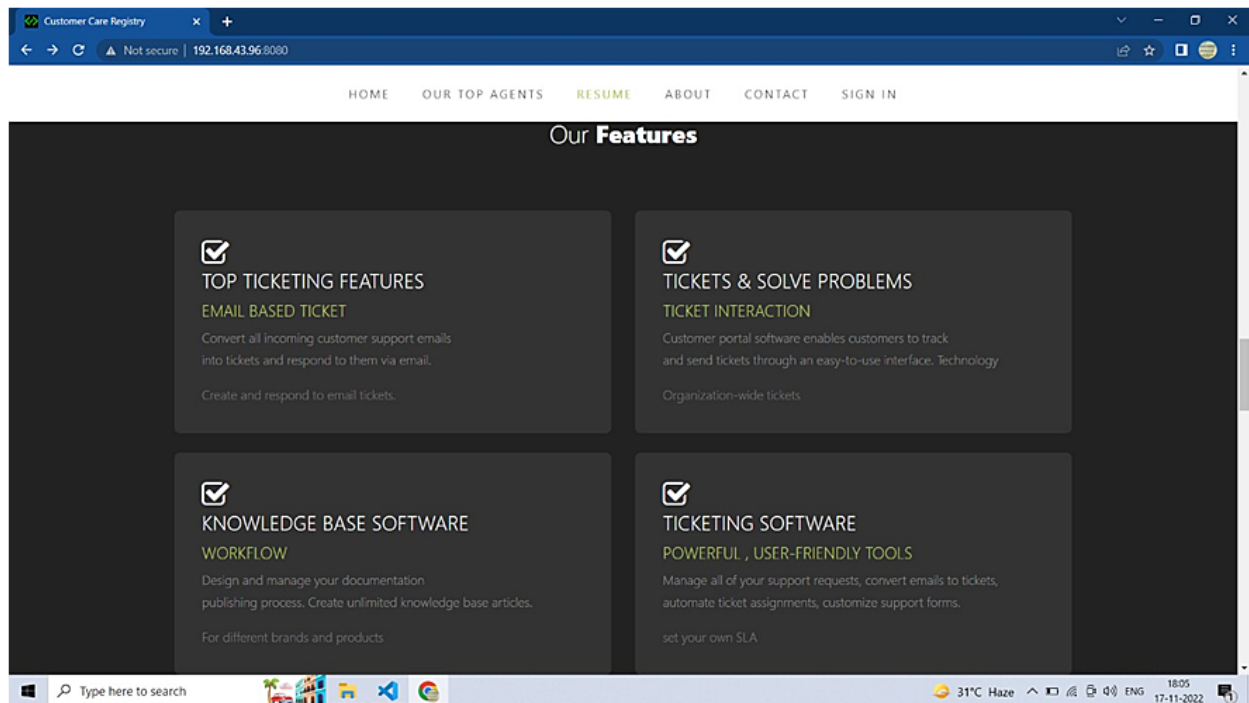 Customer Care Registry
Not secure | 192.168.43.96:8080
HOME OUR TOP AGENTS RESUME ABOUT CONTACT SIGN IN
Our Features
TOP TICKETING FEATURES
EMAIL BASED TICKET
Convert all incoming customer support emails
into tickets and respond to them via email.
Create and respond to email tickets.
TICKETS & SOLVE PROBLEMS
TICKET INTERACTION
Customer portal software enables customers to track
and send tickets through an easy-to-use interface. Technology
Organization-wide tickets
KNOWLEDGE BASE SOFTWARE
WORKFLOW
Design and manage your documentation
publishing process. Create unlimited knowledge base articles.
For different brands and products
TICKETING SOFTWARE
POWERFUL , USER-FRIENDLY TOOLS
Manage all of your support requests, convert emails to tickets,
automate ticket assignments, customize support forms.
set your own SLA
Type here to search
31°C Haze
ENG
18:05
17-11-2022
1